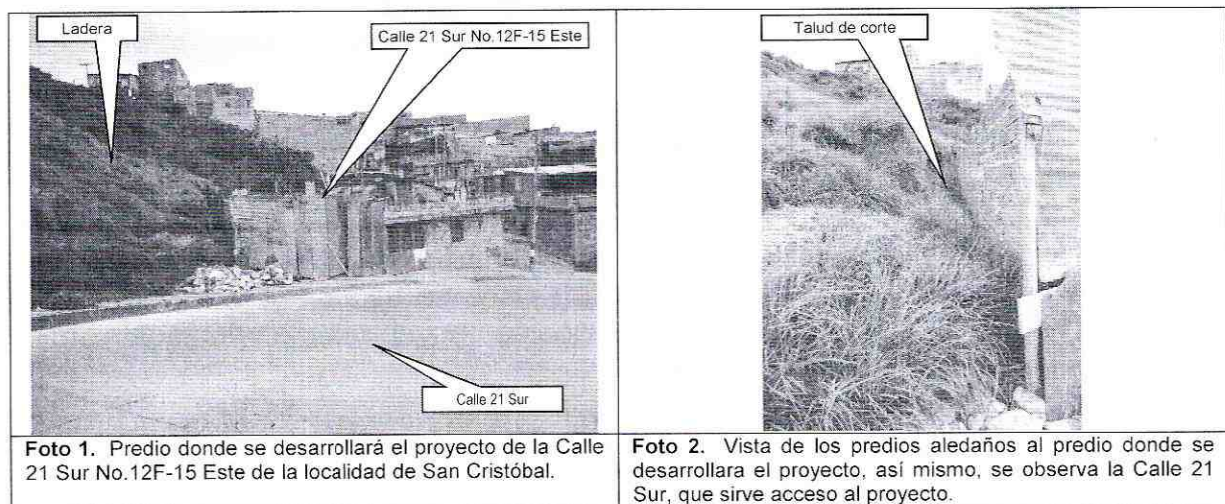 Ladera
Calle 21 Sur No.12F-15 Este
Calle 21 Sur
Talud de corte
Foto 1. Predio donde se desarrollará el proyecto de la Calle
21 Sur No.12F-15 Este de la localidad de San Cristóbal.
Foto 2. Vista de los predios aledaños al predio donde se
desarrollara el proyecto, así mismo, se observa la Calle 21
Sur, que sirve acceso al proyecto.